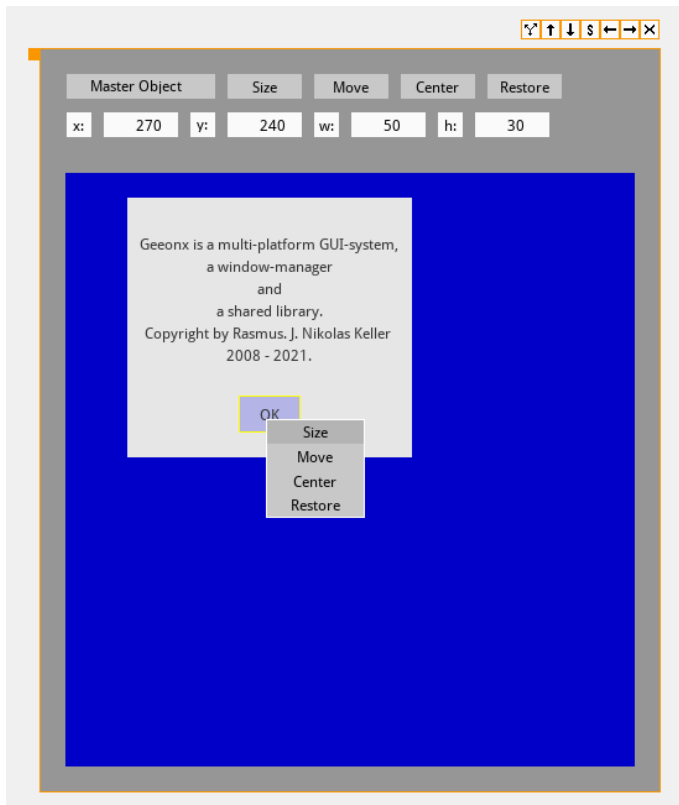 $
Master Object Size Move Center Restore
x: 270 y: 240 w: 50 h: 30
Geeonx is a multi-platform GUI-system,
a window-manager
and
a shared library.
Copyright by Rasmus. J. Nikolas Keller
2008 - 2021.
OK
Size
Move
Center
Restore